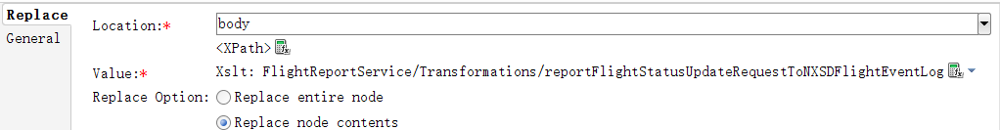 Replace
General
Location:*
body
<XPath>
Value:*
Xslt: FlightReportService/Transformations/reportFlightStatusUpdateRequestToNXSDFlightEventLog
Replace Option:
Replace entire node
Replace node contents